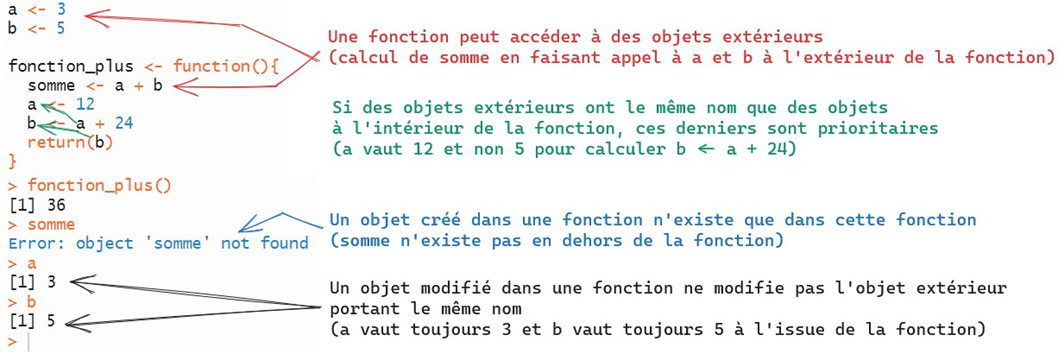 a <- 3
b <- 5
fonction_plus <- function(){
somme <- a + b
a <- 12
b <- a + 24
return(b)
}
> fonction_plus()
[1] 36
> somme
Error: object 'somme' not found
> a
[1] 3
> b
[1] 5
>
Une fonction peut accéder à des objets extérieurs
(calcul de somme en faisant appel à a et b à l'extérieur de la fonction)
Si des objets extérieurs ont le même nom que des objets
à l'intérieur de la fonction, ces derniers sont prioritaires
(a vaut 12 et non 5 pour calculer b <- a + 24)
Un objet créé dans une fonction n'existe que dans cette fonction
(somme n'existe pas en dehors de la fonction)
Un objet modifié dans une fonction ne modifie pas l'objet extérieur
portant le même nom
(a vaut toujours 3 et b vaut toujours 5 à l'issue de la fonction)